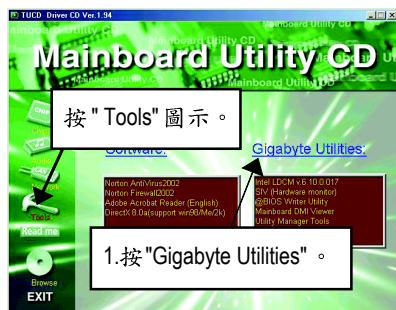 TUCD Driver CD Ver.1.94
Mainboard Utility CD
按 " Tools" 圖示。
Software:
Gigabyte Utilities:
Norton AntiVirus2002
Norton Firewall2002
Adobe Acrobat Reader (English)
DirectX 8.0a(support win98/Me/2k)
Intel LDCM v.6.10.0.017
SIV (Hardware monitor)
@BIOS Writer Utility
Mainboard DMI Viewer
Utility Manager Tools
Tools
Read me
1.按"Gigabyte Utilities" 。
Browse
EXIT